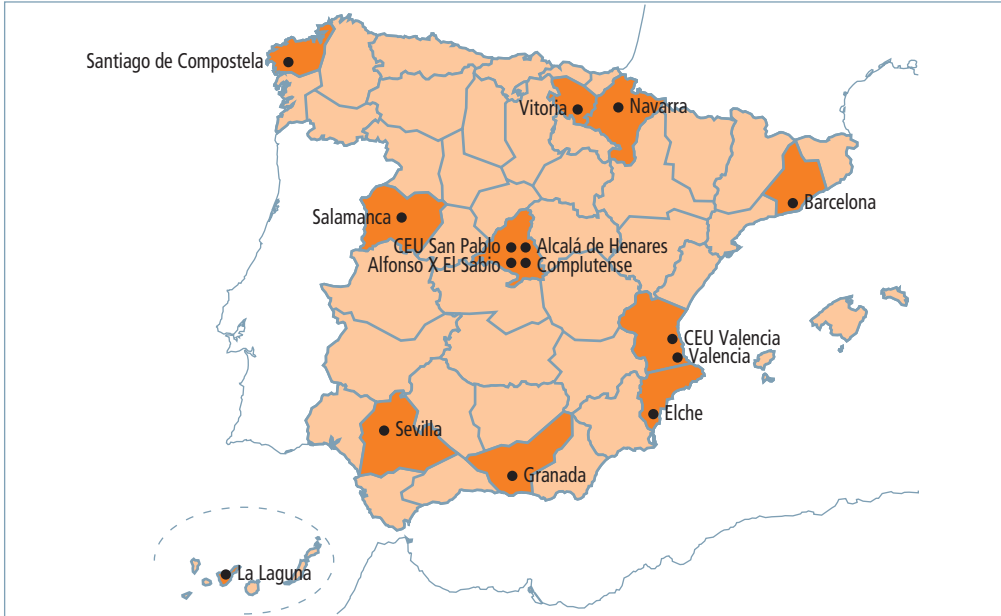 Santiago de Compostela
Vitoria
Navarra
Barcelona
Salamanca
CEU San Pablo
Alcalá de Henares
Alfonso X El Sabio
Complutense
CEU Valencia
Valencia
Elche
Sevilla
Granada
La Laguna